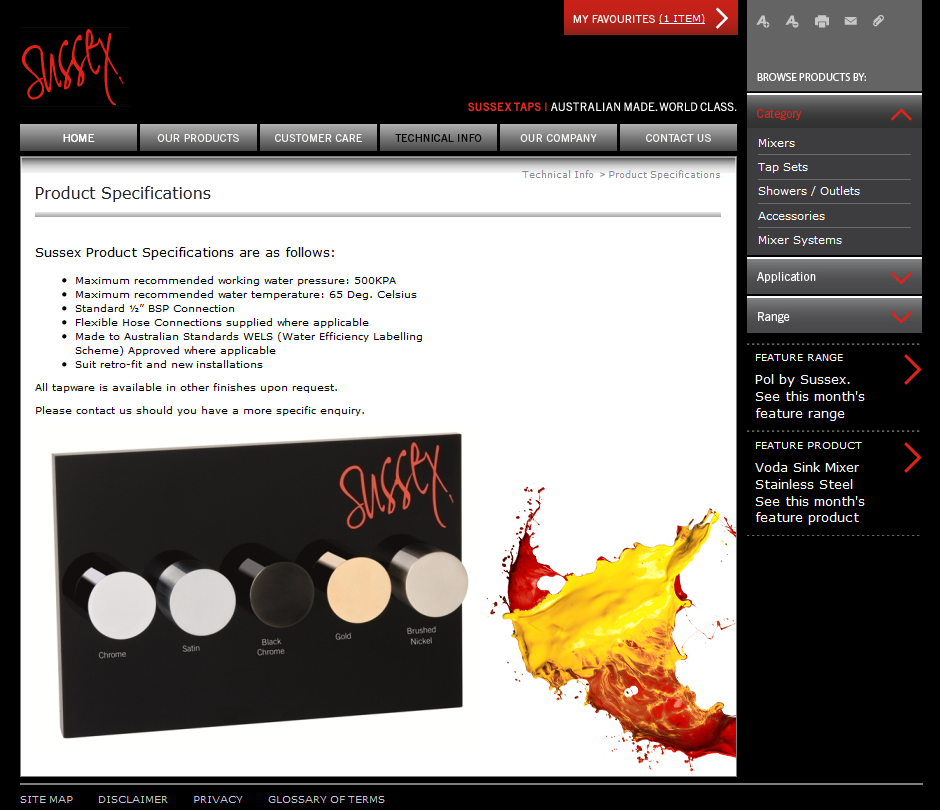 MY FAVOURITES (1 ITEM)
Sussex
SUSSEX TAPS | AUSTRALIAN MADE. WORLD CLASS.
HOME
OUR PRODUCTS
CUSTOMER CARE
TECHNICAL INFO
OUR COMPANY
CONTACT US
Technical Info > Product Specifications
Product Specifications
Sussex Product Specifications are as follows:
• Maximum recommended working water pressure: 500KPA
• Maximum recommended water temperature: 65 Deg. Celsius
• Standard ½” BSP Connection
• Flexible Hose Connections supplied where applicable
• Made to Australian Standards WELS (Water Efficiency Labelling
Scheme) Approved where applicable
• Suit retro-fit and new installations
All tapware is available in other finishes upon request.
Please contact us should you have a more specific enquiry.
Sussex
Chrome
Satin
Black
Chrome
Gold
Brushed
Nickel
BROWSE PRODUCTS BY:
Category
Mixers
Tap Sets
Showers / Outlets
Accessories
Mixer Systems
Application
Range
FEATURE RANGE
Pol by Sussex.
See this month's
feature range
FEATURE PRODUCT
Voda Sink Mixer
Stainless Steel
See this month's
feature product
SITE MAP
DISCLAIMER
PRIVACY
GLOSSARY OF TERMS